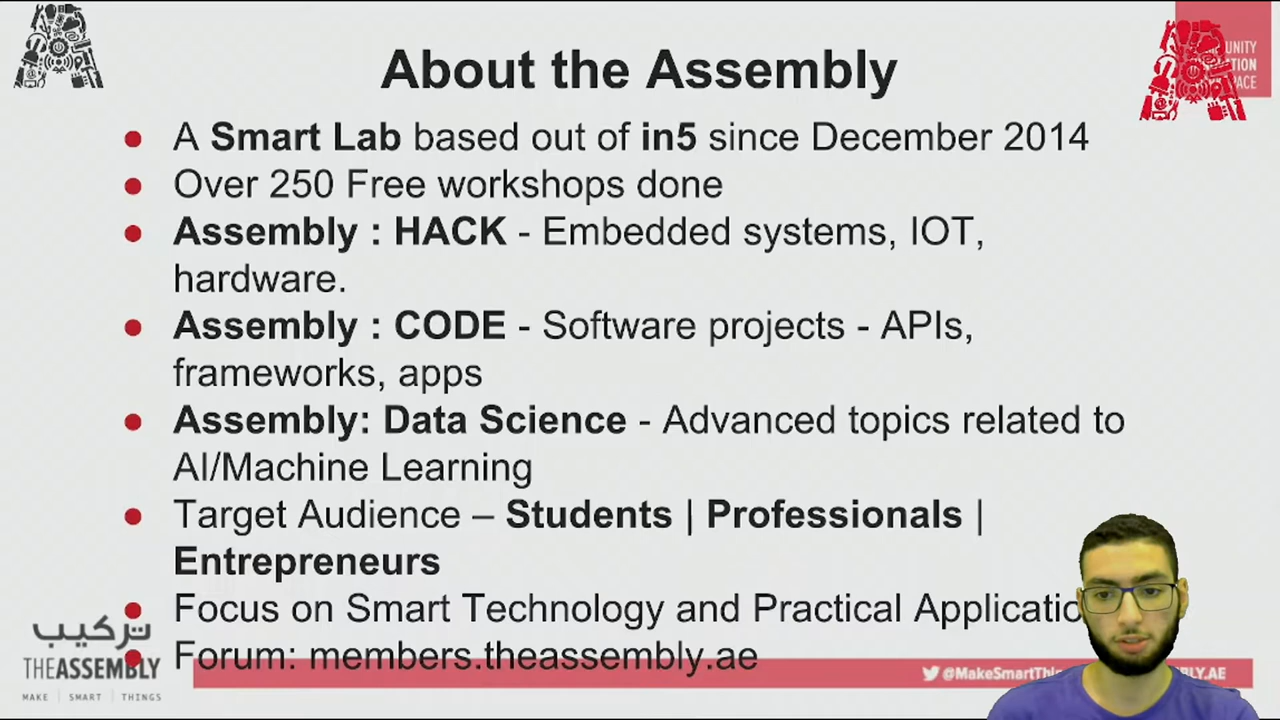 About the Assembly
UNITY
TION
ACE
A Smart Lab based out of in5 since December 2014
Over 250 Free workshops done
Assembly : HACK - Embedded systems, IOT,
hardware.
Assembly : CODE - Software projects - APIs,
frameworks, apps
Assembly: Data Science - Advanced topics related to
AI/Machine Learning
Target Audience – Students | Professionals |
Entrepreneurs
Focus on Smart Technology and Practical Applicatio
Forum: members.theassembly.ae
تركيب
THEASSEMBLY
MAKE | SMART | THINGS
@MakeSmartThi
BLY.AE